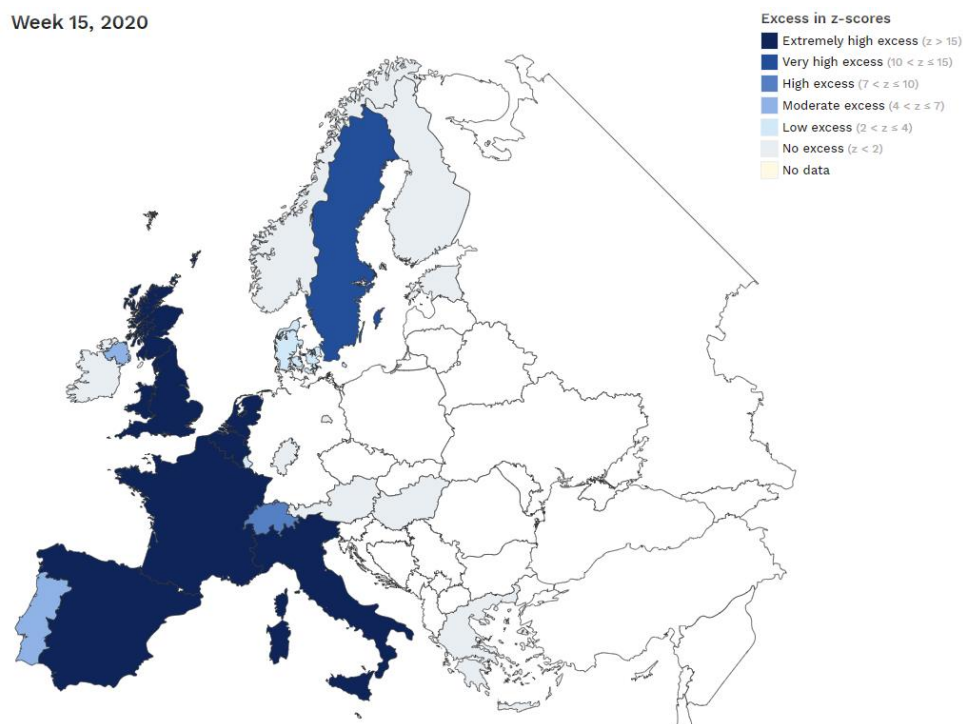 Week 15, 2020
Excess in z-scores
Extremely high excess (z > 15)
Very high excess (10 < z ≤ 15)
High excess (7 < z ≤ 10)
Moderate excess (4 < z ≤ 7)
Low excess (2 < z ≤ 4)
No excess (z < 2)
No data